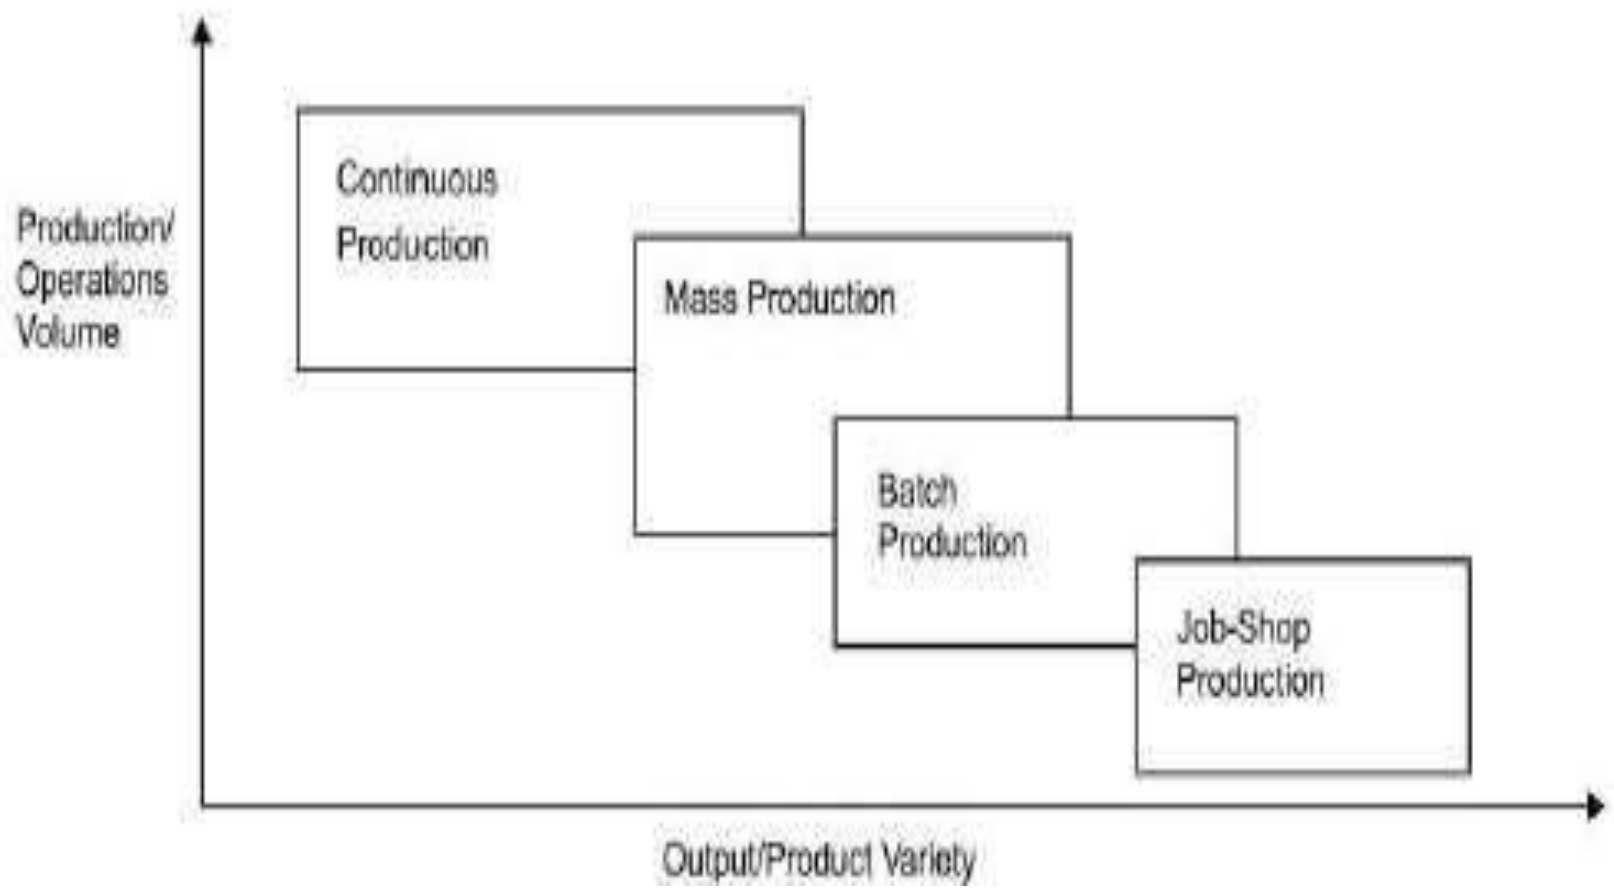 Production/
Operations
Volume
Continuous
Production
Mass Production
Batch
Production
Job-Shop
Production
Output/Product Variety